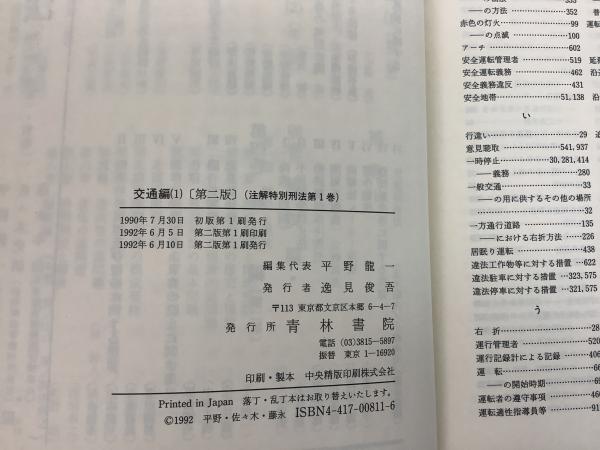 交通編(1)〔第二版〕(注解特別刑法第1巻)
1990年7月30日 初版第1刷発行
1992年6月5日 第二版第1刷印刷
1992年6月10日 第二版第1刷発行
編集代表 平野龍一
発行者 逸見俊吾
〒113 東京都文京区本郷6-4-7
発行所 青林書院
電話 (03)3815-5897
振替 東京1-16920
印刷・製本 中央精版印刷株式会社
Printed in Japan 落丁・乱丁本はお取り替えいたします。
©1992 平野・佐々木・藤永 ISBN4-417-00811-6
――の方法……352
赤色の灯火……99
――の点滅……100
アーチ……602
安全運転管理者……519
安全運転義務……462
安全義務違反……431
安全地帯……51,138
い
行違い……29
意見聴取……541,937
一時停止……30,281,414
――義務……280
一般交通……33
――の用に供するその他の場所
……32
一方通行道路……135
――における右折方法……226
居眠り運転……438
違法工作物等に対する措置…622
違法駐車に対する措置…323,575
違法停車に対する措置…321,575
う
右折……
運行管理者……520
運行記録計による記録……406
運転……
――の開始時期……
運転者の遵守事項……
運転適性指導員等……